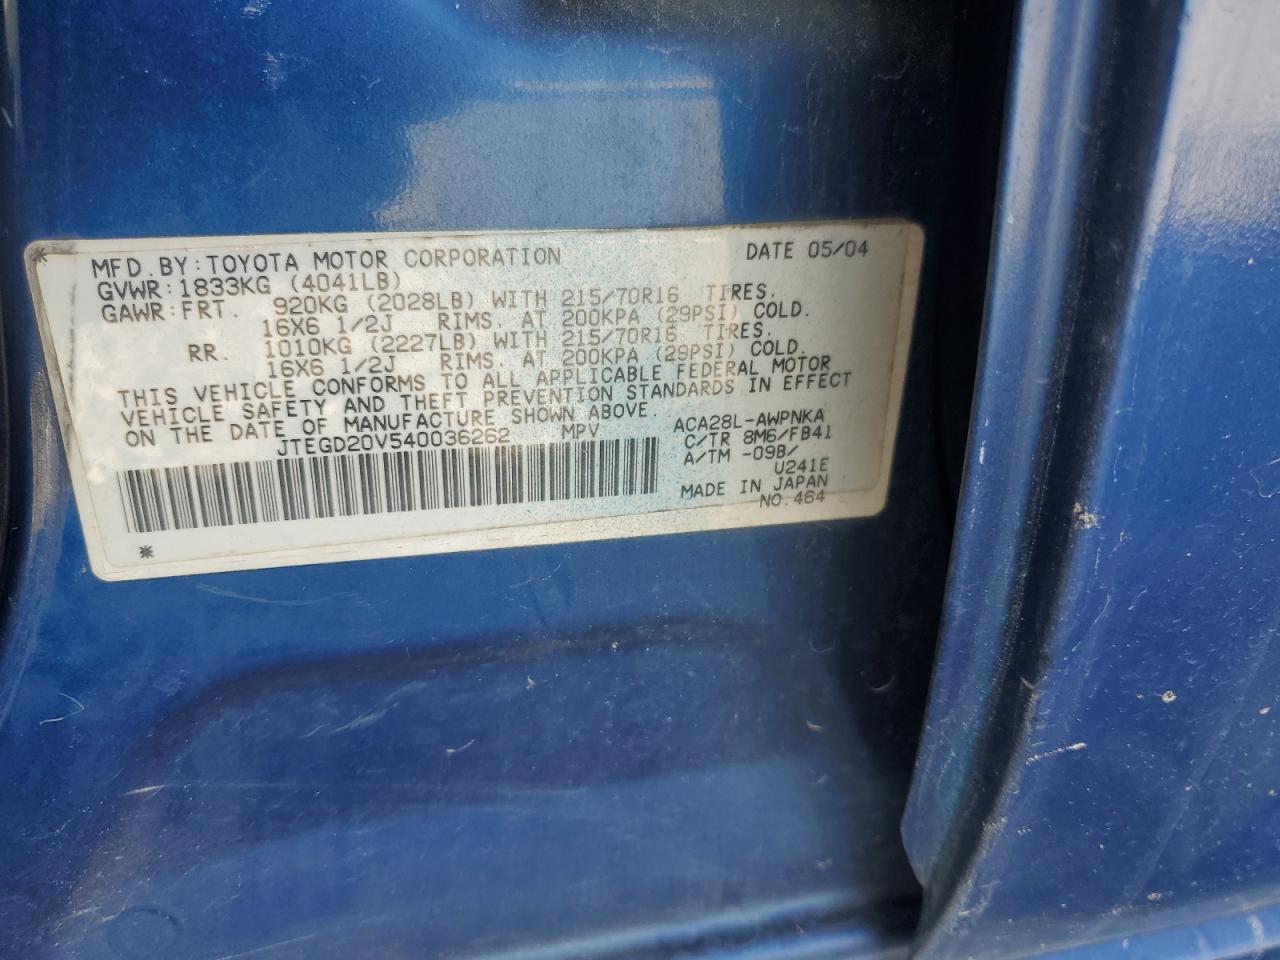 MFD.BY:TOYOTA MOTOR CORPORATION DATE 05/04
GVWR:1833KG (4041LB)
GAWR:FRT. 920KG (2028LB) WITH 215/70R16 TIRES.
16X6 1/2J RIMS. AT 200KPA (29PSI) COLD.
RR. 1010KG (2227LB) WITH 215/70R16 TIRES.
16X6 1/2J RIMS. AT 200KPA (29PSI) COLD.
THIS VEHICLE CONFORMS TO ALL APPLICABLE FEDERAL MOTOR
VEHICLE SAFETY AND THEFT PREVENTION STANDARDS IN EFFECT
ON THE DATE OF MANUFACTURE SHOWN ABOVE.
JTEGD20V540036262 MPV
ACA28L-AWPNKA
C/TR 8M6/FB41
A/TM -09B/
U241E
MADE IN JAPAN
NO.464